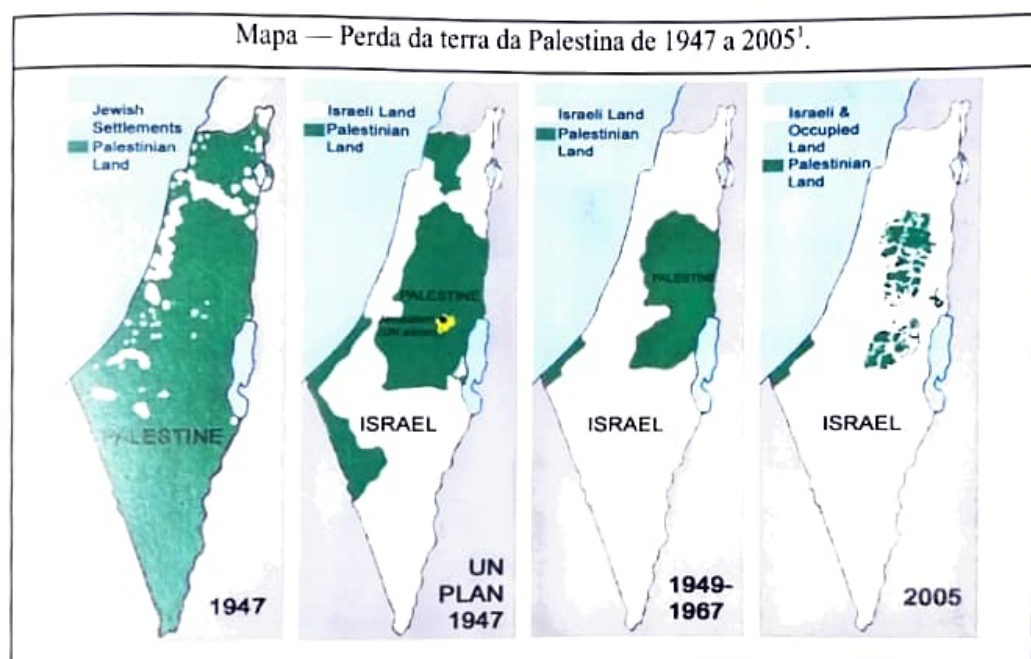 Mapa — Perda da terra da Palestina de 1947 a 2005¹.
Jewish
Settlements
Palestinian
Land
PALESTINE
1947
Israeli Land
Palestinian
Land
PALESTINE
ISRAEL
UN
PLAN
1947
Israeli Land
Palestinian
Land
PALESTINE
ISRAEL
1949-
1967
Israeli &
Occupied
Land
Palestinian
Land
ISRAEL
2005